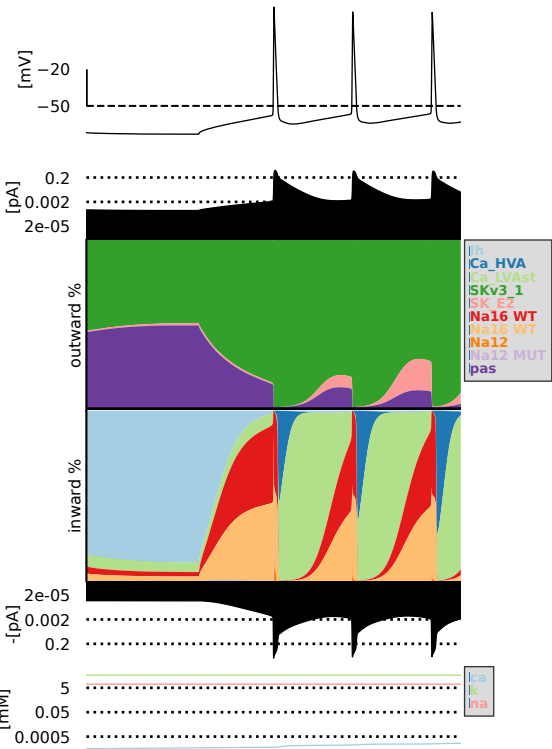 [mV]
−20
−50
[pA]
0.2
0.002
2e-05
outward %
Ih
Ca_HVA
Ca_LVAst
SKv3_1
SK_E2
Na16 WT
Na16 WT
Na12
Na12 MUT
pas
inward %
-[pA]
2e-05
0.002
0.2
[mM]
5
0.05
0.0005
ca
k
na